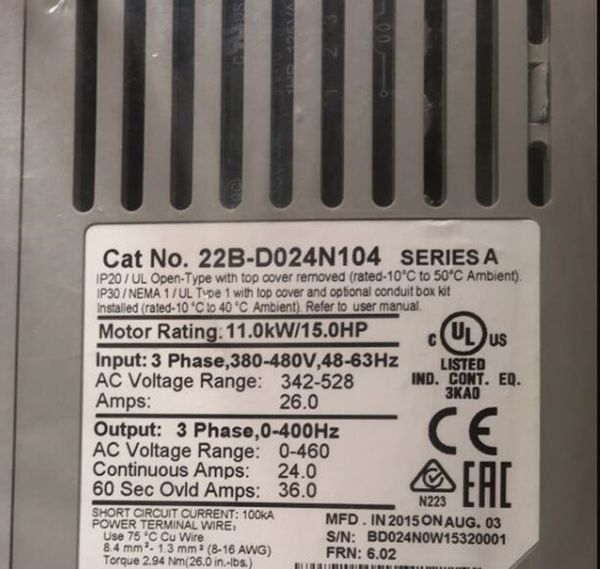 Cat No. 22B-D024N104 SERIES A
IP20 / UL Open-Type with top cover removed (rated-10°C to 50°C Ambient).
IP30 / NEMA 1 / UL Type 1 with top cover and optional conduit box kit
Installed (rated-10 °C to 40 °C Ambient). Refer to user manual.
Motor Rating: 11.0kW/15.0HP
Input: 3 Phase,380-480V,48-63Hz
AC Voltage Range: 342-528
Amps: 26.0
C UL US
LISTED
IND. CONT. EQ.
3KA0
Output: 3 Phase,0-400Hz
AC Voltage Range: 0-460
Continuous Amps: 24.0
60 Sec Ovld Amps: 36.0
CE
N223
EAC
SHORT CIRCUIT CURRENT: 100kA
POWER TERMINAL WIRE:
Use 75 °C Cu Wire
8.4 mm²- 1.3 mm² (8-16 AWG)
Torque 2.94 Nm(26.0 in.-lbs.)
MFD . IN 2015 ON AUG. 03
S/N: BD024N0W15320001
FRN: 6.02